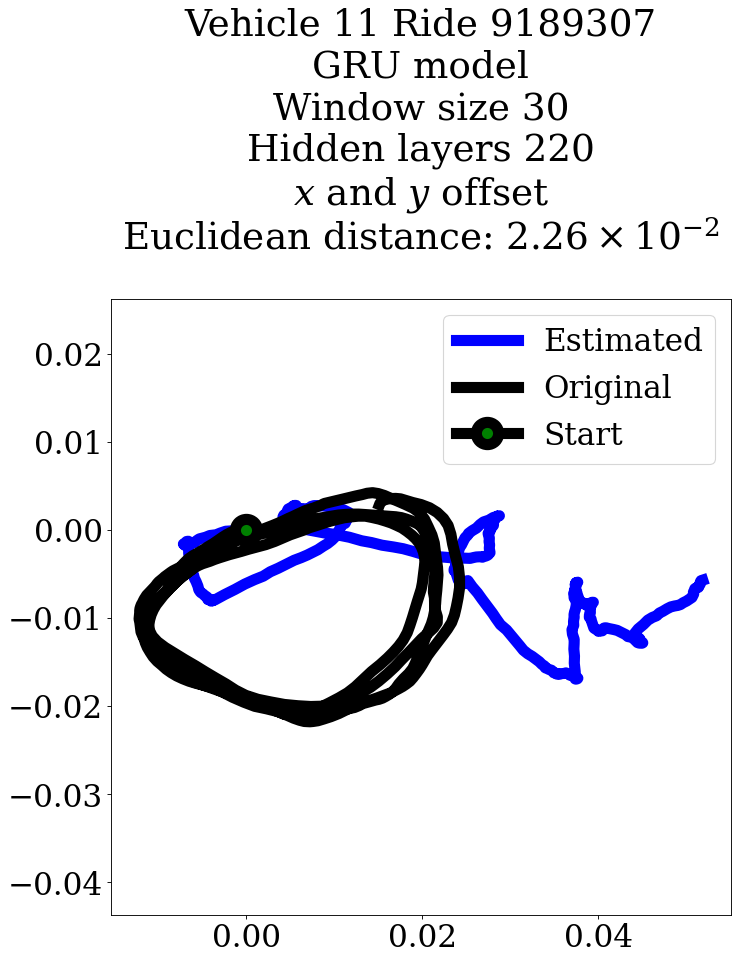 Vehicle 11 Ride 9189307
GRU model
Window size 30
Hidden layers 220
x and y offset
Euclidean distance: 2.26 × 10⁻²
Estimated
Original
Start
0.02
0.01
0.00
−0.01
−0.02
−0.03
−0.04
0.00 0.02 0.04